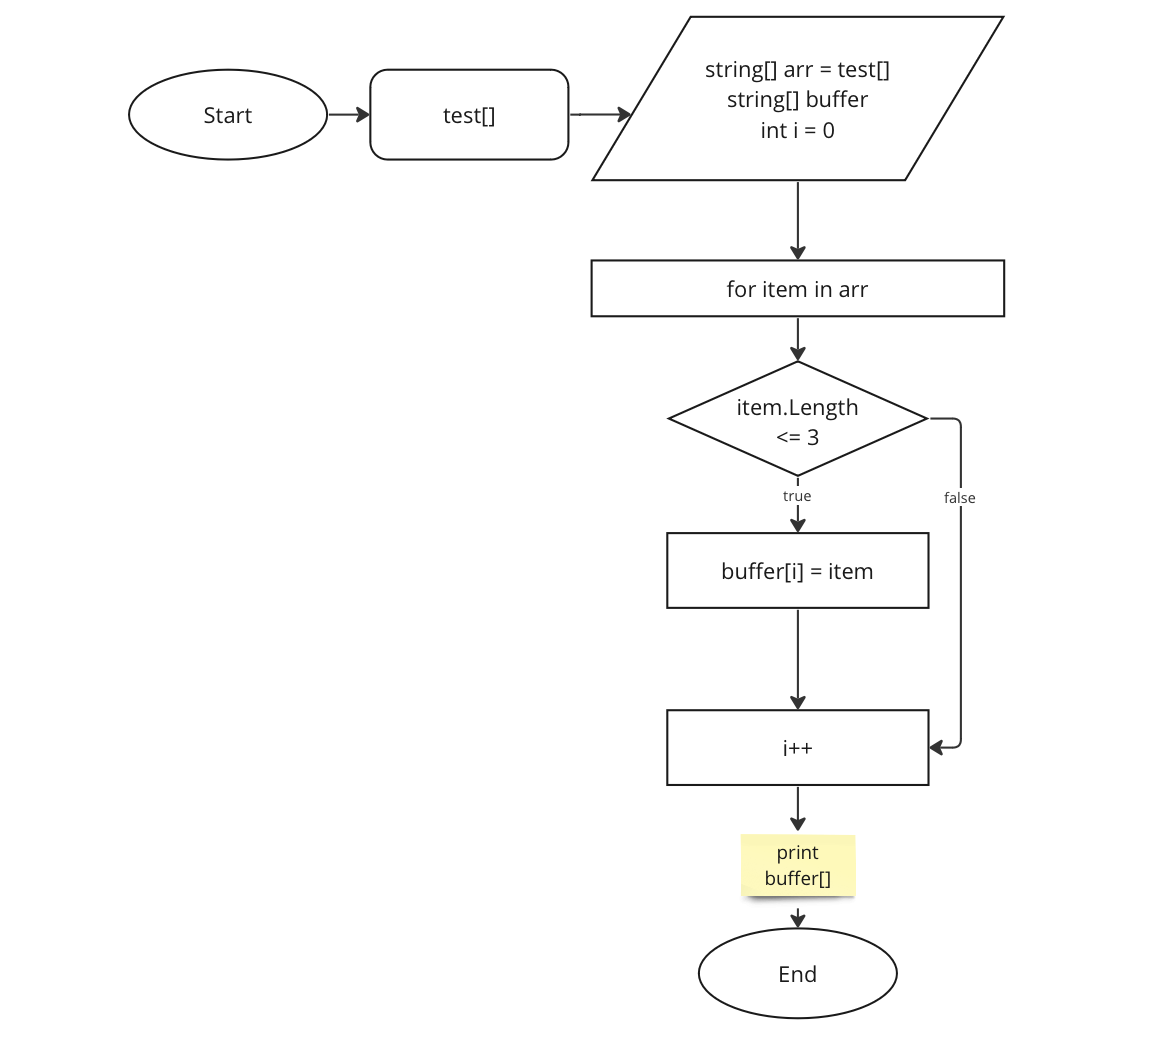 Start
test[]
string[] arr = test[]
string[] buffer
int i = 0
for item in arr
item.Length
<= 3
true
false
buffer[i] = item
i++
print
buffer[]
End